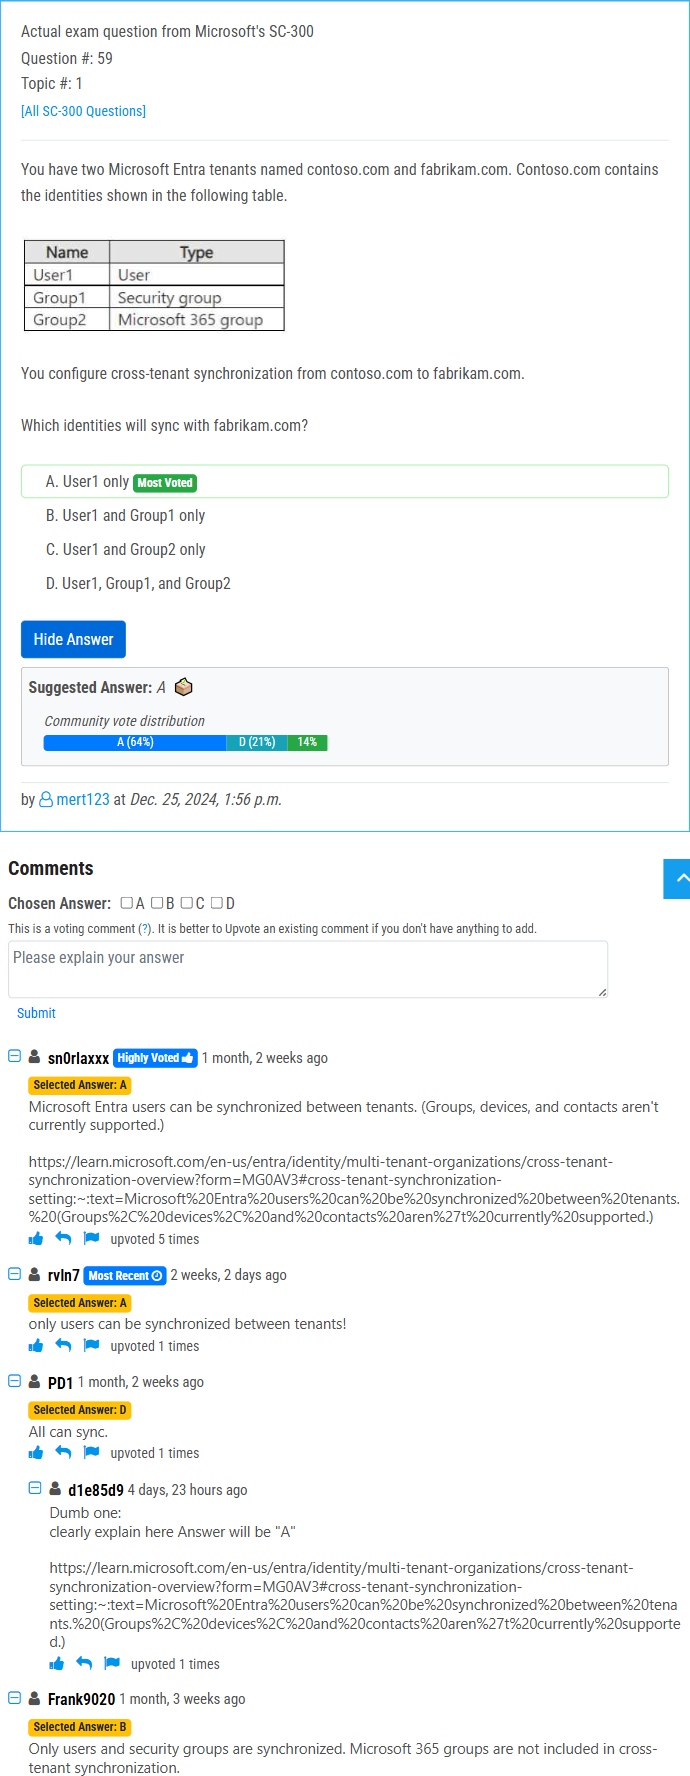 Actual exam question from Microsoft's SC-300
Question #: 59
Topic #: 1
[All SC-300 Questions]
You have two Microsoft Entra tenants named contoso.com and fabrikam.com. Contoso.com contains
the identities shown in the following table.
Name Type
User1 User
Group1 Security group
Group2 Microsoft 365 group
You configure cross-tenant synchronization from contoso.com to fabrikam.com.
Which identities will sync with fabrikam.com?
A. User1 only Most Voted
B. User1 and Group1 only
C. User1 and Group2 only
D. User1, Group1, and Group2
Hide Answer
Suggested Answer: A
Community vote distribution
A (64%) D (21%) 14%
by mert123 at Dec. 25, 2024, 1:56 p.m.
Comments
Chosen Answer: A B C D
This is a voting comment (?). It is better to Upvote an existing comment if you don't have anything to add.
Please explain your answer
Submit
sn0rlaxxx Highly Voted 1 month, 2 weeks ago
Selected Answer: A
Microsoft Entra users can be synchronized between tenants. (Groups, devices, and contacts aren't
currently supported.)
https://learn.microsoft.com/en-us/entra/identity/multi-tenant-organizations/cross-tenant-
synchronization-overview?form=MG0AV3#cross-tenant-synchronization-
setting:~:text=Microsoft%20Entra%20users%20can%20be%20synchronized%20between%20tenants.
%20(Groups%2C%20devices%2C%20and%20contacts%20aren%27t%20currently%20supported.)
upvoted 5 times
rvln7 Most Recent 2 weeks, 2 days ago
Selected Answer: A
only users can be synchronized between tenants!
upvoted 1 times
PD1 1 month, 2 weeks ago
Selected Answer: D
All can sync.
upvoted 1 times
d1e85d9 4 days, 23 hours ago
Dumb one:
clearly explain here Answer will be "A"
https://learn.microsoft.com/en-us/entra/identity/multi-tenant-organizations/cross-tenant-
synchronization-overview?form=MG0AV3#cross-tenant-synchronization-
setting:~:text=Microsoft%20Entra%20users%20can%20be%20synchronized%20between%20tena
nts.%20(Groups%2C%20devices%2C%20and%20contacts%20aren%27t%20currently%20supporte
d.)
upvoted 1 times
Frank9020 1 month, 3 weeks ago
Selected Answer: B
Only users and security groups are synchronized. Microsoft 365 groups are not included in cross-
tenant synchronization.